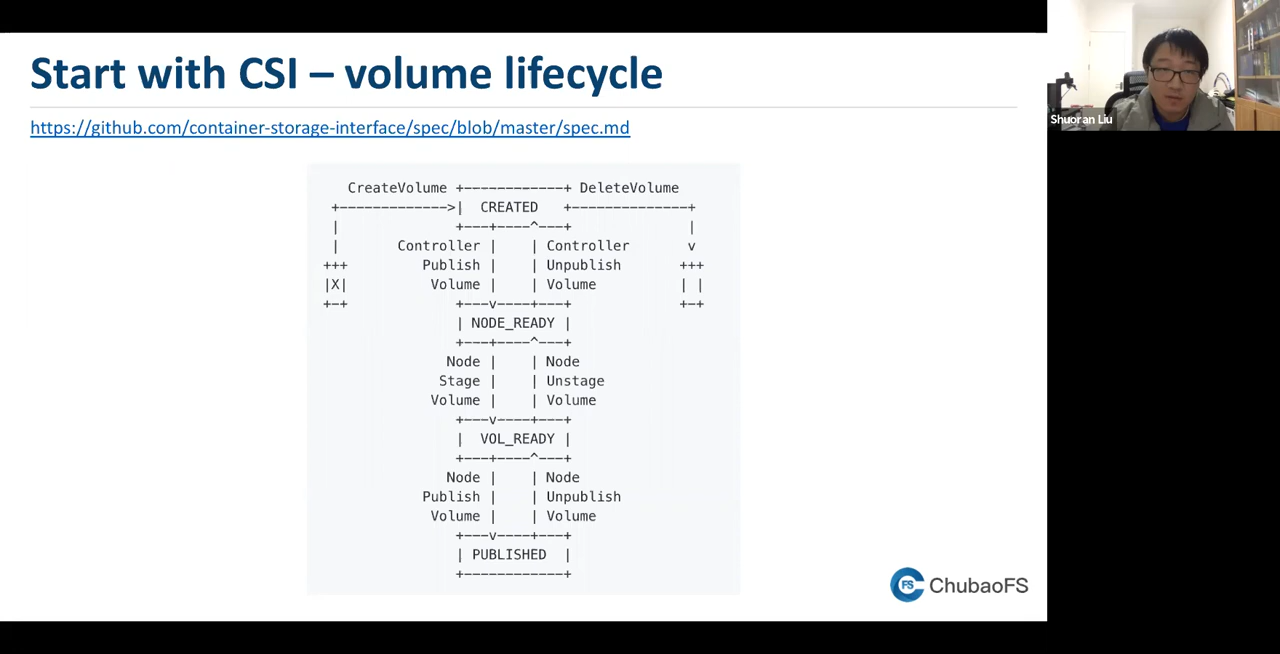 Start with CSI – volume lifecycle
https://github.com/container-storage-interface/spec/blob/master/spec.md
Shuoran Liu
   CreateVolume +------------+ DeleteVolume
 +------------->|  CREATED   +--------------+
 |              +---+----^---+              |
 |       Controller |    | Controller       v
+++         Publish |    | Unpublish       +++
|X|          Volume |    | Volume          | |
+-+             +---v----+---+             +-+
                | NODE_READY |
                +---+----^---+
               Node |    | Node
              Stage |    | Unstage
             Volume |    | Volume
                +---v----+---+
                |  VOL_READY |
                +---+----^---+
               Node |    | Node
            Publish |    | Unpublish
             Volume |    | Volume
                +---v----+---+
                | PUBLISHED  |
                +------------+
FS ChubaoFS